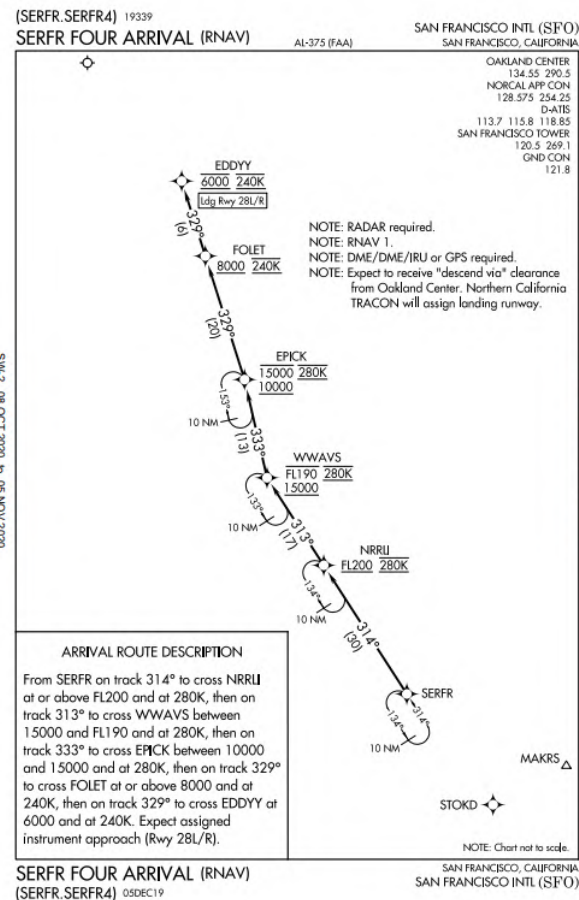 (SERFR.SERFR4) 19339
SERFR FOUR ARRIVAL (RNAV)
AL-375 (FAA)
SAN FRANCISCO INTL (SFO)
SAN FRANCISCO, CALIFORNIA
OAKLAND CENTER
134.55 290.5
NORCAL APP CON
128.575 254.25
D-ATIS
113.7 115.8 118.85
SAN FRANCISCO TOWER
120.5 269.1
GND CON
121.8
EDDYY
6000 240K
Ldg Rwy 28L/R
329°
(6)
FOLET
8000 240K
NOTE: RADAR required.
NOTE: RNAV 1.
NOTE: DME/DME/IRU or GPS required.
NOTE: Expect to receive "descend via" clearance
from Oakland Center. Northern California
TRACON will assign landing runway.
329°
(20)
EPICK
15000 280K
10000
153°
10 NM
333°
(13)
WWAVS
FL190 280K
15000
133°
10 NM
313°
(17)
NRRLI
FL200 280K
134°
10 NM
314°
(30)
SERFR
134°
314°
10 NM
MAKRS
STOKD
NOTE: Chart not to scale.
ARRIVAL ROUTE DESCRIPTION
From SERFR on track 314° to cross NRRLI
at or above FL200 and at 280K, then on
track 313° to cross WWAVS between
15000 and FL190 and at 280K, then on
track 333° to cross EPICK between 10000
and 15000 and at 280K, then on track 329°
to cross FOLET at or above 8000 and at
240K, then on track 329° to cross EDDYY at
6000 and at 240K. Expect assigned
instrument approach (Rwy 28L/R).
SERFR FOUR ARRIVAL (RNAV)
(SERFR.SERFR4) 05DEC19
SAN FRANCISCO, CALIFORNIA
SAN FRANCISCO INTL (SFO)
SW-2, 08 OCT 2020 to 05 NOV 2020